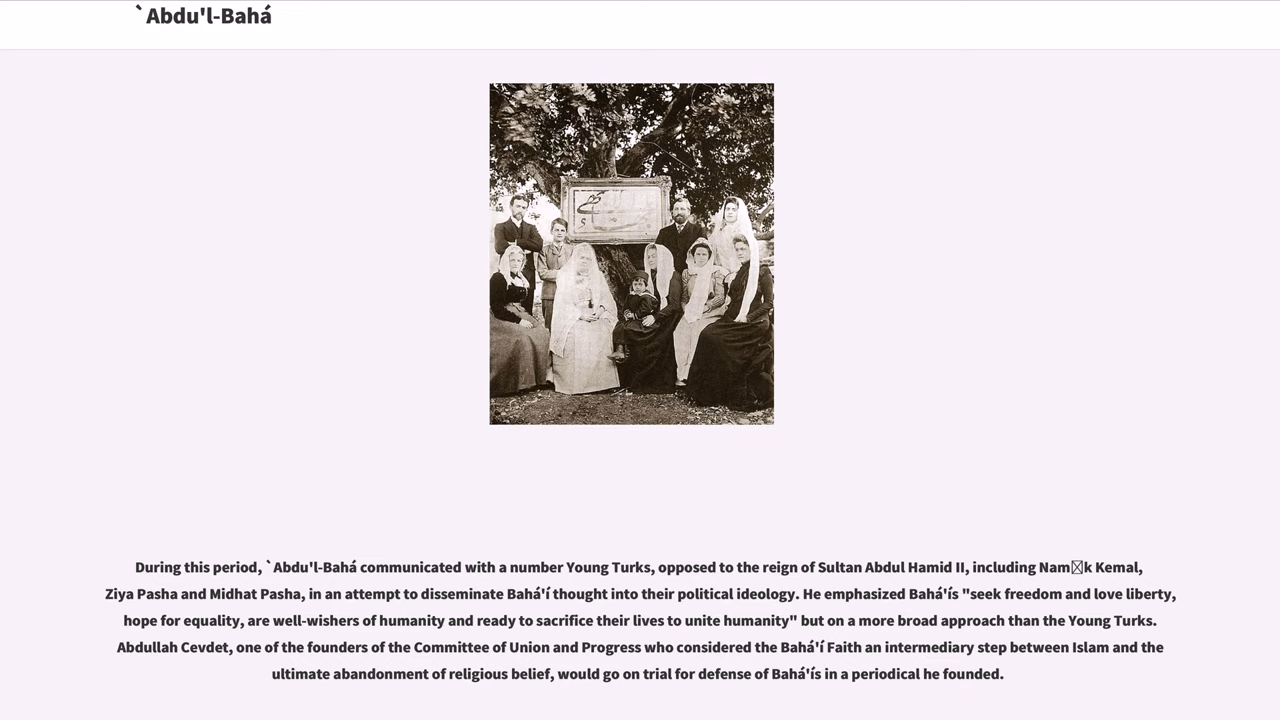 `Abdu'l-Bahá
During this period, `Abdu'l-Bahá communicated with a number Young Turks, opposed to the reign of Sultan Abdul Hamid II, including Nam�k Kemal,
Ziya Pasha and Midhat Pasha, in an attempt to disseminate Bahá'í thought into their political ideology. He emphasized Bahá'ís "seek freedom and love liberty,
hope for equality, are well-wishers of humanity and ready to sacrifice their lives to unite humanity" but on a more broad approach than the Young Turks.
Abdullah Cevdet, one of the founders of the Committee of Union and Progress who considered the Bahá'í Faith an intermediary step between Islam and the
ultimate abandonment of religious belief, would go on trial for defense of Bahá'ís in a periodical he founded.